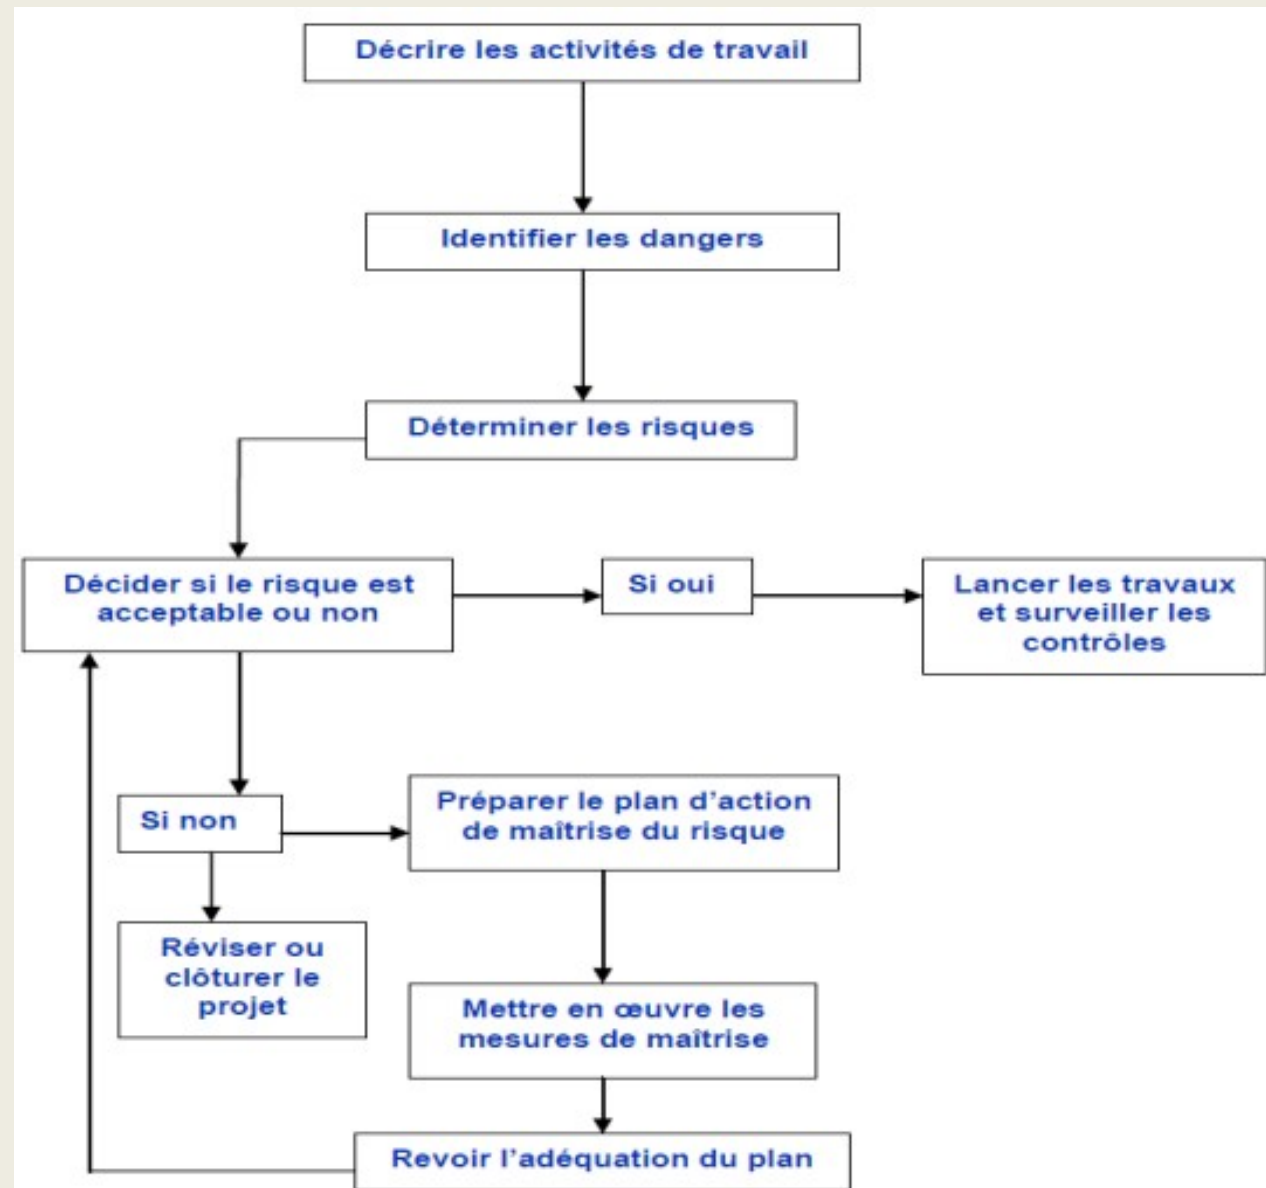 Décrire les activités de travail
Identifier les dangers
Déterminer les risques
Décider si le risque est
acceptable ou non
Si oui
Lancer les travaux
et surveiller les
contrôles
Si non
Préparer le plan d’action
de maîtrise du risque
Réviser ou
clôturer le
projet
Mettre en œuvre les
mesures de maîtrise
Revoir l’adéquation du plan